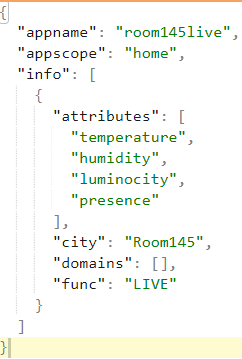 {
  "appname": "room145live",
  "appscope": "home",
  "info": [
    {
      "attributes": [
        "temperature",
        "humidity",
        "luminocity",
        "presence"
      ],
      "city": "Room145",
      "domains": [],
      "func": "LIVE"
    }
  ]
}